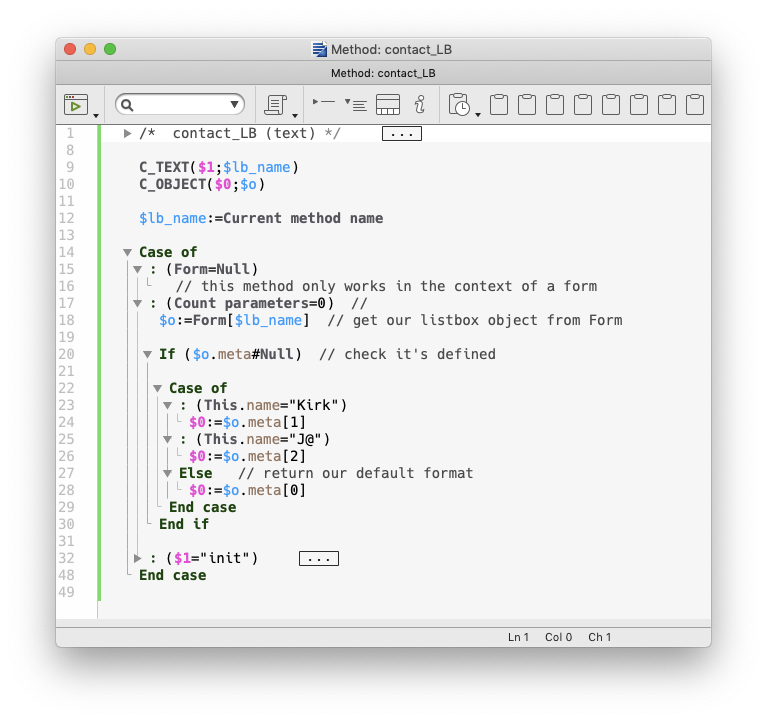 Method: contact_LB
Method: contact_LB
1 /* contact_LB (text) */ ...
8
9 C_TEXT($1;$lb_name)
10 C_OBJECT($0;$o)
11
12 $lb_name:=Current method name
13
14 Case of
15 : (Form=Null)
16 // this method only works in the context of a form
17 : (Count parameters=0) //
18 $o:=Form[$lb_name] // get our listbox object from Form
19
20 If ($o.meta#Null) // check it's defined
21
22 Case of
23 : (This.name="Kirk")
24 $0:=$o.meta[1]
25 : (This.name="J@")
26 $0:=$o.meta[2]
27 Else // return our default format
28 $0:=$o.meta[0]
29 End case
30 End if
31
32 : ($1="init") ...
48 End case
49
Ln 1 Col 0 Ch 1